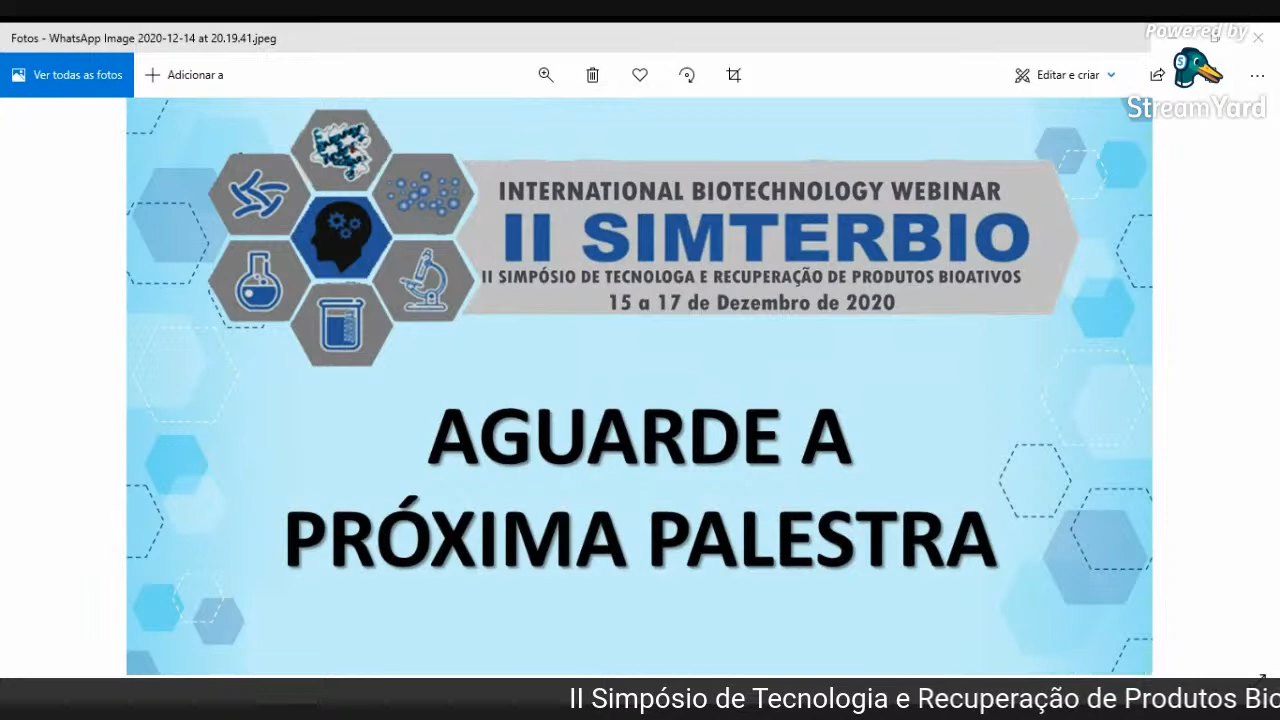 Fotos - WhatsApp Image 2020-12-14 at 20.19.41.jpeg
Powered by
Ver todas as fotos
Adicionar a
Editar e criar
StreamYard
INTERNATIONAL BIOTECHNOLOGY WEBINAR
II SIMTERBIO
II SIMPÓSIO DE TECNOLOGA E RECUPERAÇÃO DE PRODUTOS BIOATIVOS
15 a 17 de Dezembro de 2020
AGUARDE A
PRÓXIMA PALESTRA
II Simpósio de Tecnologia e Recuperação de Produtos Bio